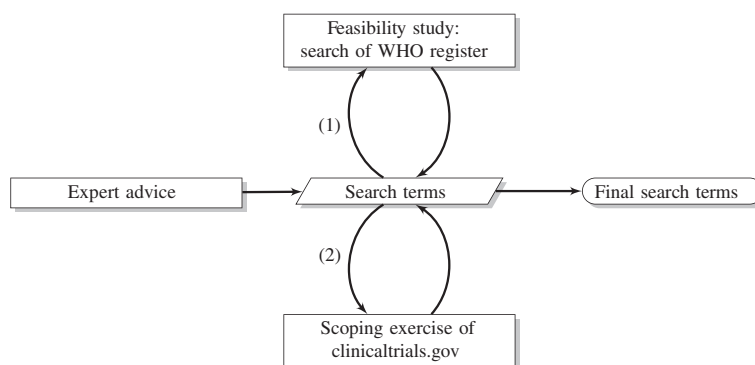 Feasibility study:
search of WHO register
(1)
Expert advice
Search terms
Final search terms
(2)
Scoping exercise of
clinicaltrials.gov